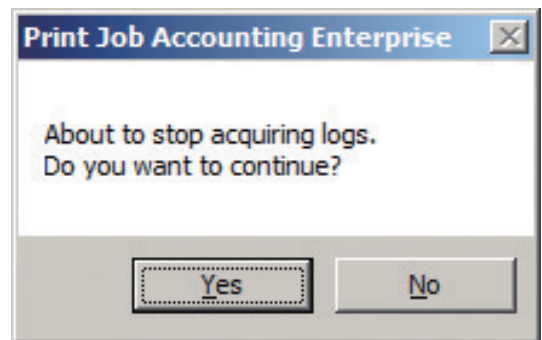 Print Job Accounting Enterprise
About to stop acquiring logs.
Do you want to continue?
Yes
No